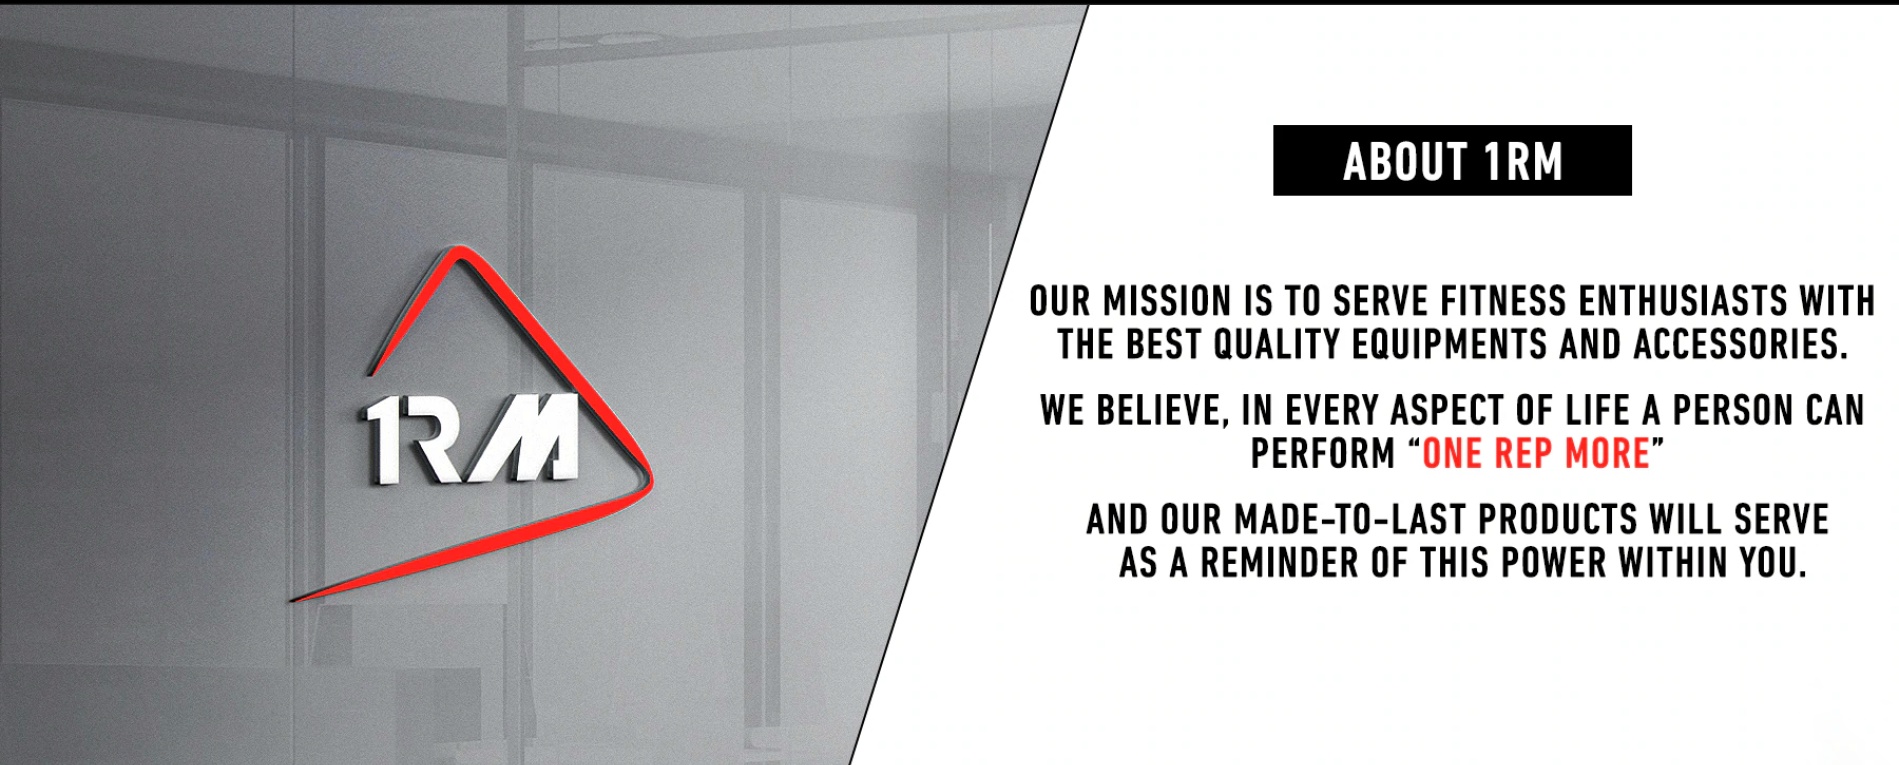 1RM
ABOUT 1RM
OUR MISSION IS TO SERVE FITNESS ENTHUSIASTS WITH
THE BEST QUALITY EQUIPMENTS AND ACCESSORIES.
WE BELIEVE, IN EVERY ASPECT OF LIFE A PERSON CAN
PERFORM “ONE REP MORE”
AND OUR MADE-TO-LAST PRODUCTS WILL SERVE
AS A REMINDER OF THIS POWER WITHIN YOU.